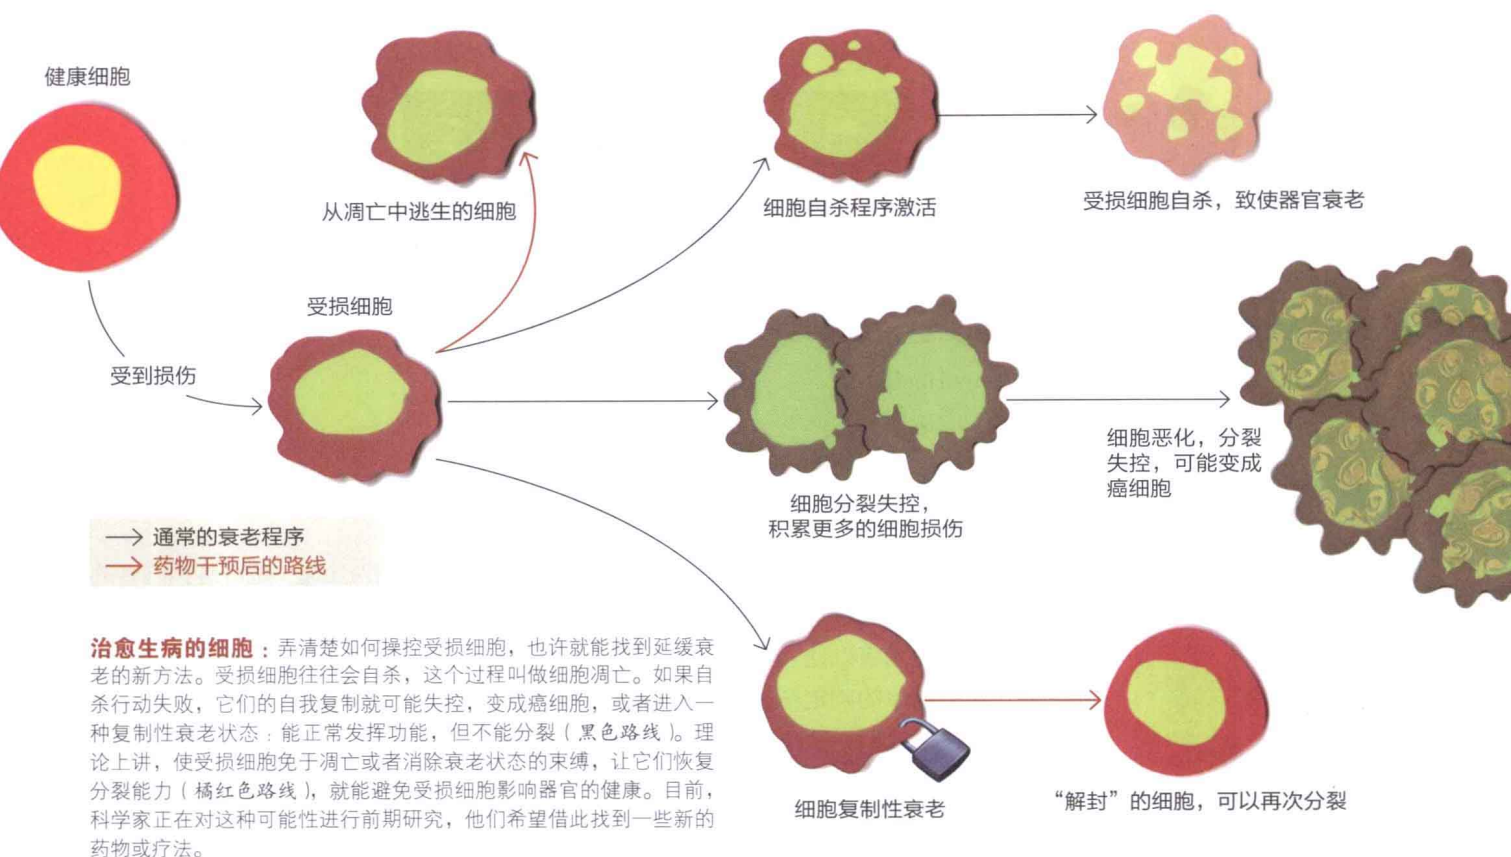 健康细胞
从凋亡中逃生的细胞
细胞自杀程序激活
受损细胞自杀，致使器官衰老
受损细胞
受到损伤
细胞分裂失控，
积累更多的细胞损伤
细胞恶化，分裂
失控，可能变成
癌细胞
通常的衰老程序
药物干预后的路线
治愈生病的细胞：弄清楚如何操控受损细胞，也许就能找到延缓衰
老的新方法。受损细胞往往会自杀，这个过程叫做细胞凋亡。如果自
杀行动失败，它们的自我复制就可能失控，变成癌细胞，或者进入一
种复制性衰老状态：能正常发挥功能，但不能分裂（黑色路线）。理
论上讲，使受损细胞免于凋亡或者消除衰老状态的束缚，让它们恢复
分裂能力（橘红色路线），就能避免受损细胞影响器官的健康。目前，
科学家正在对这种可能性进行前期研究，他们希望借此找到一些新的
药物或疗法。
细胞复制性衰老
“解封”的细胞，可以再次分裂